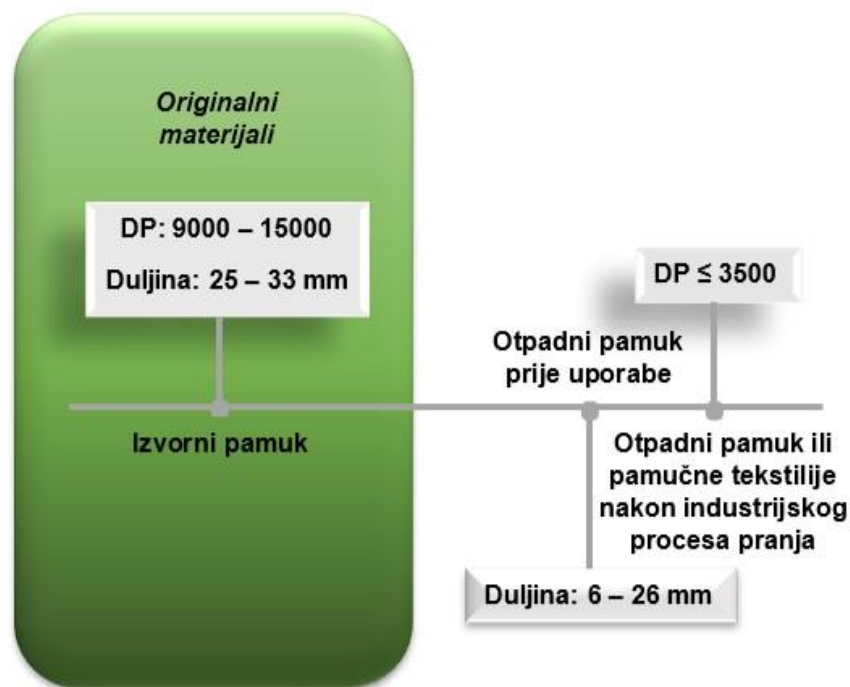 Originalni
materijali
DP: 9000 – 15000
Duljina: 25 – 33 mm
Izvorni pamuk
DP ≤ 3500
Otpadni pamuk
prije uporabe
Otpadni pamuk ili
pamučne tekstilije
nakon industrijskog
procesa pranja
Duljina: 6 – 26 mm